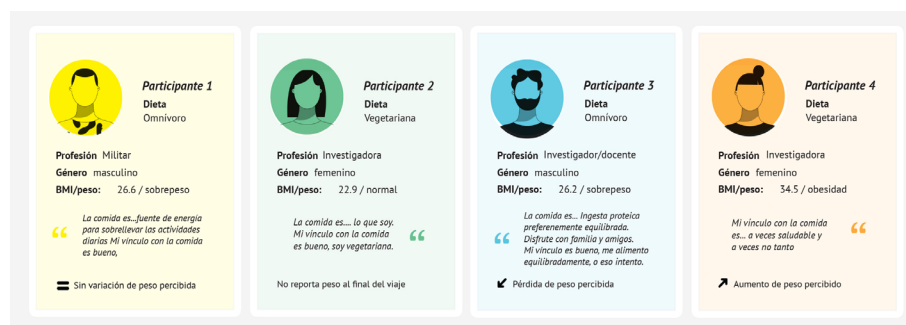 Participante 1
Dieta
Omnívoro
Profesión Militar
Género masculino
BMI/peso: 26.6 / sobrepeso
La comida es...fuente de energía
para sobrellevar las actividades
diarias Mi vínculo con la comida
es bueno,
Sin variación de peso percibida
Participante 2
Dieta
Vegetariana
Profesión Investigadora
Género femenino
BMI/peso: 22.9 / normal
La comida es.... lo que soy.
Mi vínculo con la comida
es bueno, soy vegetariana.
No reporta peso al final del viaje
Participante 3
Dieta
Omnívoro
Profesión Investigador/docente
Género masculino
BMI/peso: 26.2 / sobrepeso
La comida es... Ingesta proteica
preferenemente equilibrada.
Disfrute con familia y amigos.
Mi vínculo es bueno, me alimento
equilibradamente, o eso intento.
Pérdida de peso percibida
Participante 4
Dieta
Vegetariana
Profesión Investigadora
Género femenino
BMI/peso: 34.5 / obesidad
Mi vínculo con la comida
es... a veces saludable y
a veces no tanto
Aumento de peso percibido